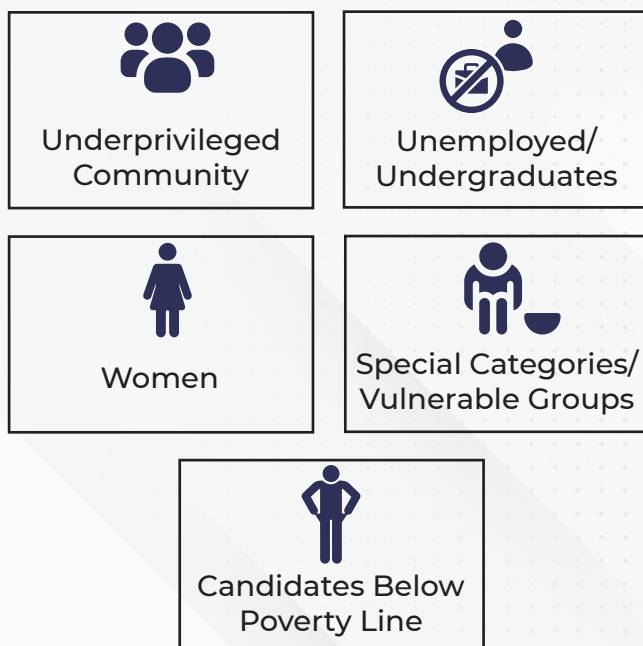 Underprivileged
Community
Unemployed/
Undergraduates
Women
Special Categories/
Vulnerable Groups
Candidates Below
Poverty Line